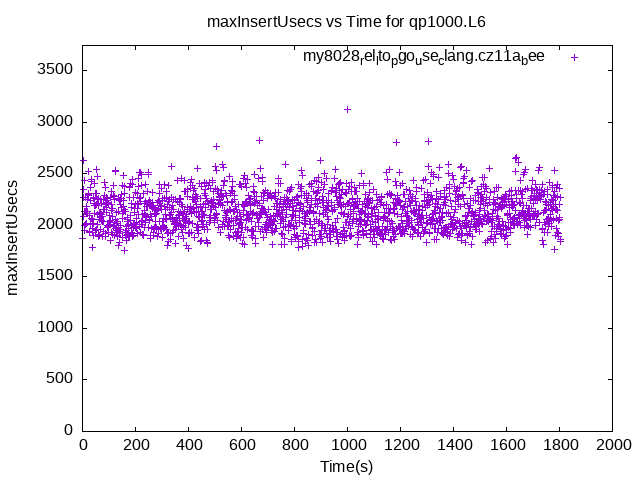 maxInsertUsecs vs Time for qp1000.L6
my8028relltopgouseclang.cz11abee
3500
3000
2500
2000
1500
1000
500
0
maxInsertUsecs
0 200 400 600 800 1000 1200 1400 1600 1800 2000
Time(s)